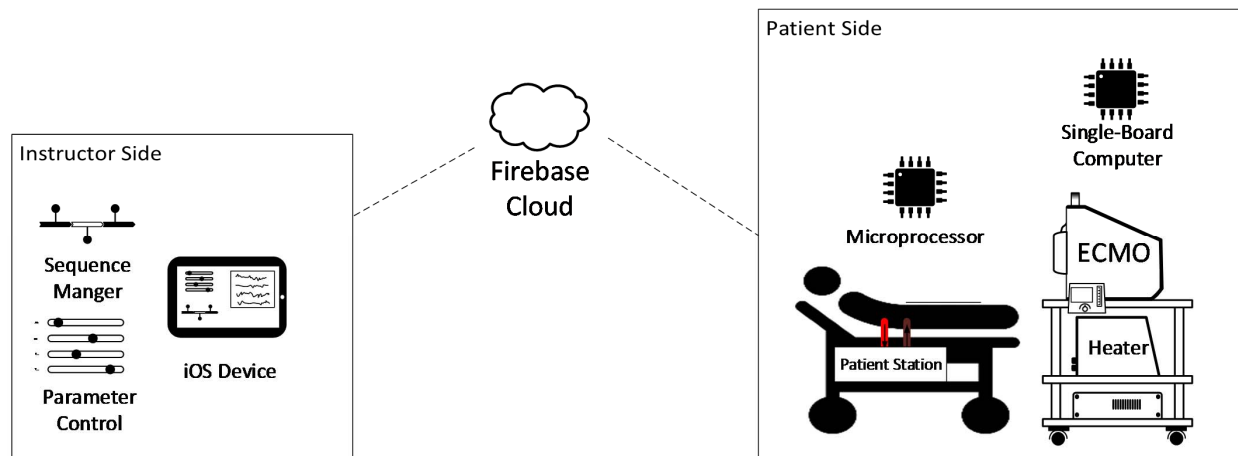 Instructor Side
Sequence
Manger
Parameter
Control
iOS Device
Firebase
Cloud
Patient Side
Single-Board
Computer
Microprocessor
ECMO
Heater
Patient Station